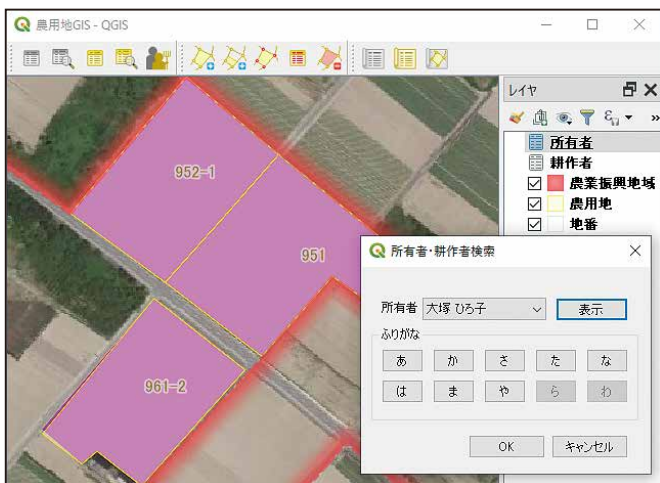 農用地GIS - QGIS
レイヤ
所有者
耕作者
農業振興地域
農用地
地番
952-1
951
961-2
所有者・耕作者検索
所有者 大塚 ひろ子 表示
ふりがな
あ か さ た な
は ま や ら わ
OK キャンセル